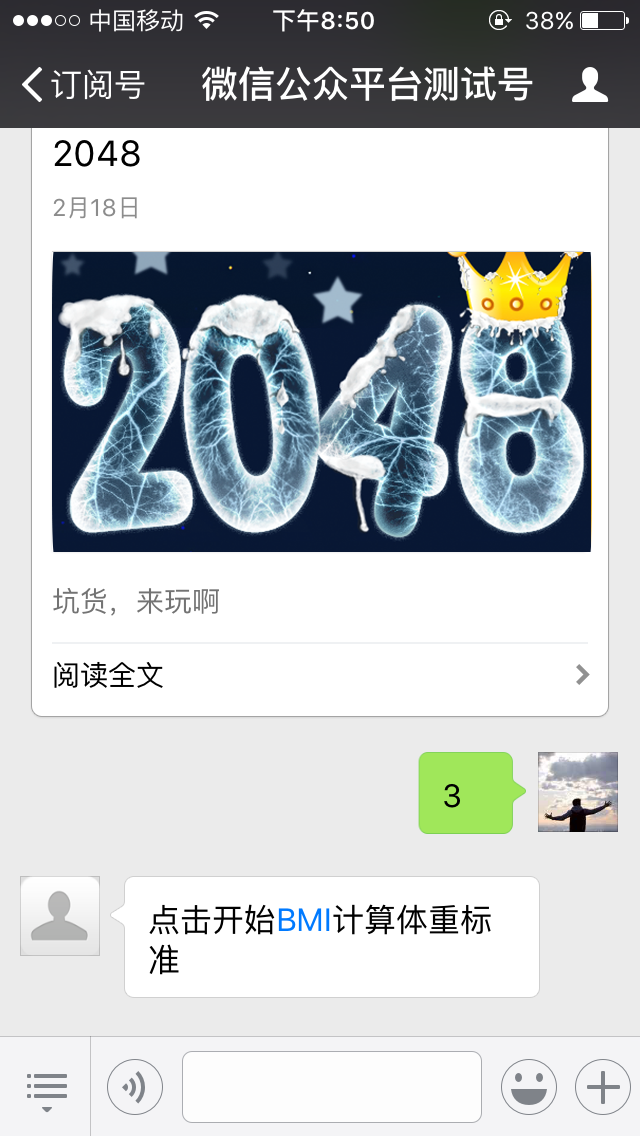 中国移动 下午8:50 38%
订阅号 微信公众平台测试号
2048
2月18日
2048
坑货，来玩啊
阅读全文
3
点击开始BMI计算体重标
准